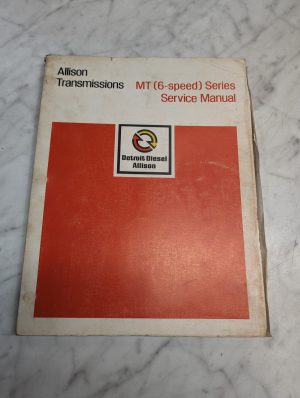 Allison
Transmissions
MT (6-speed) Series
Service Manual
Detroit Diesel
Allison